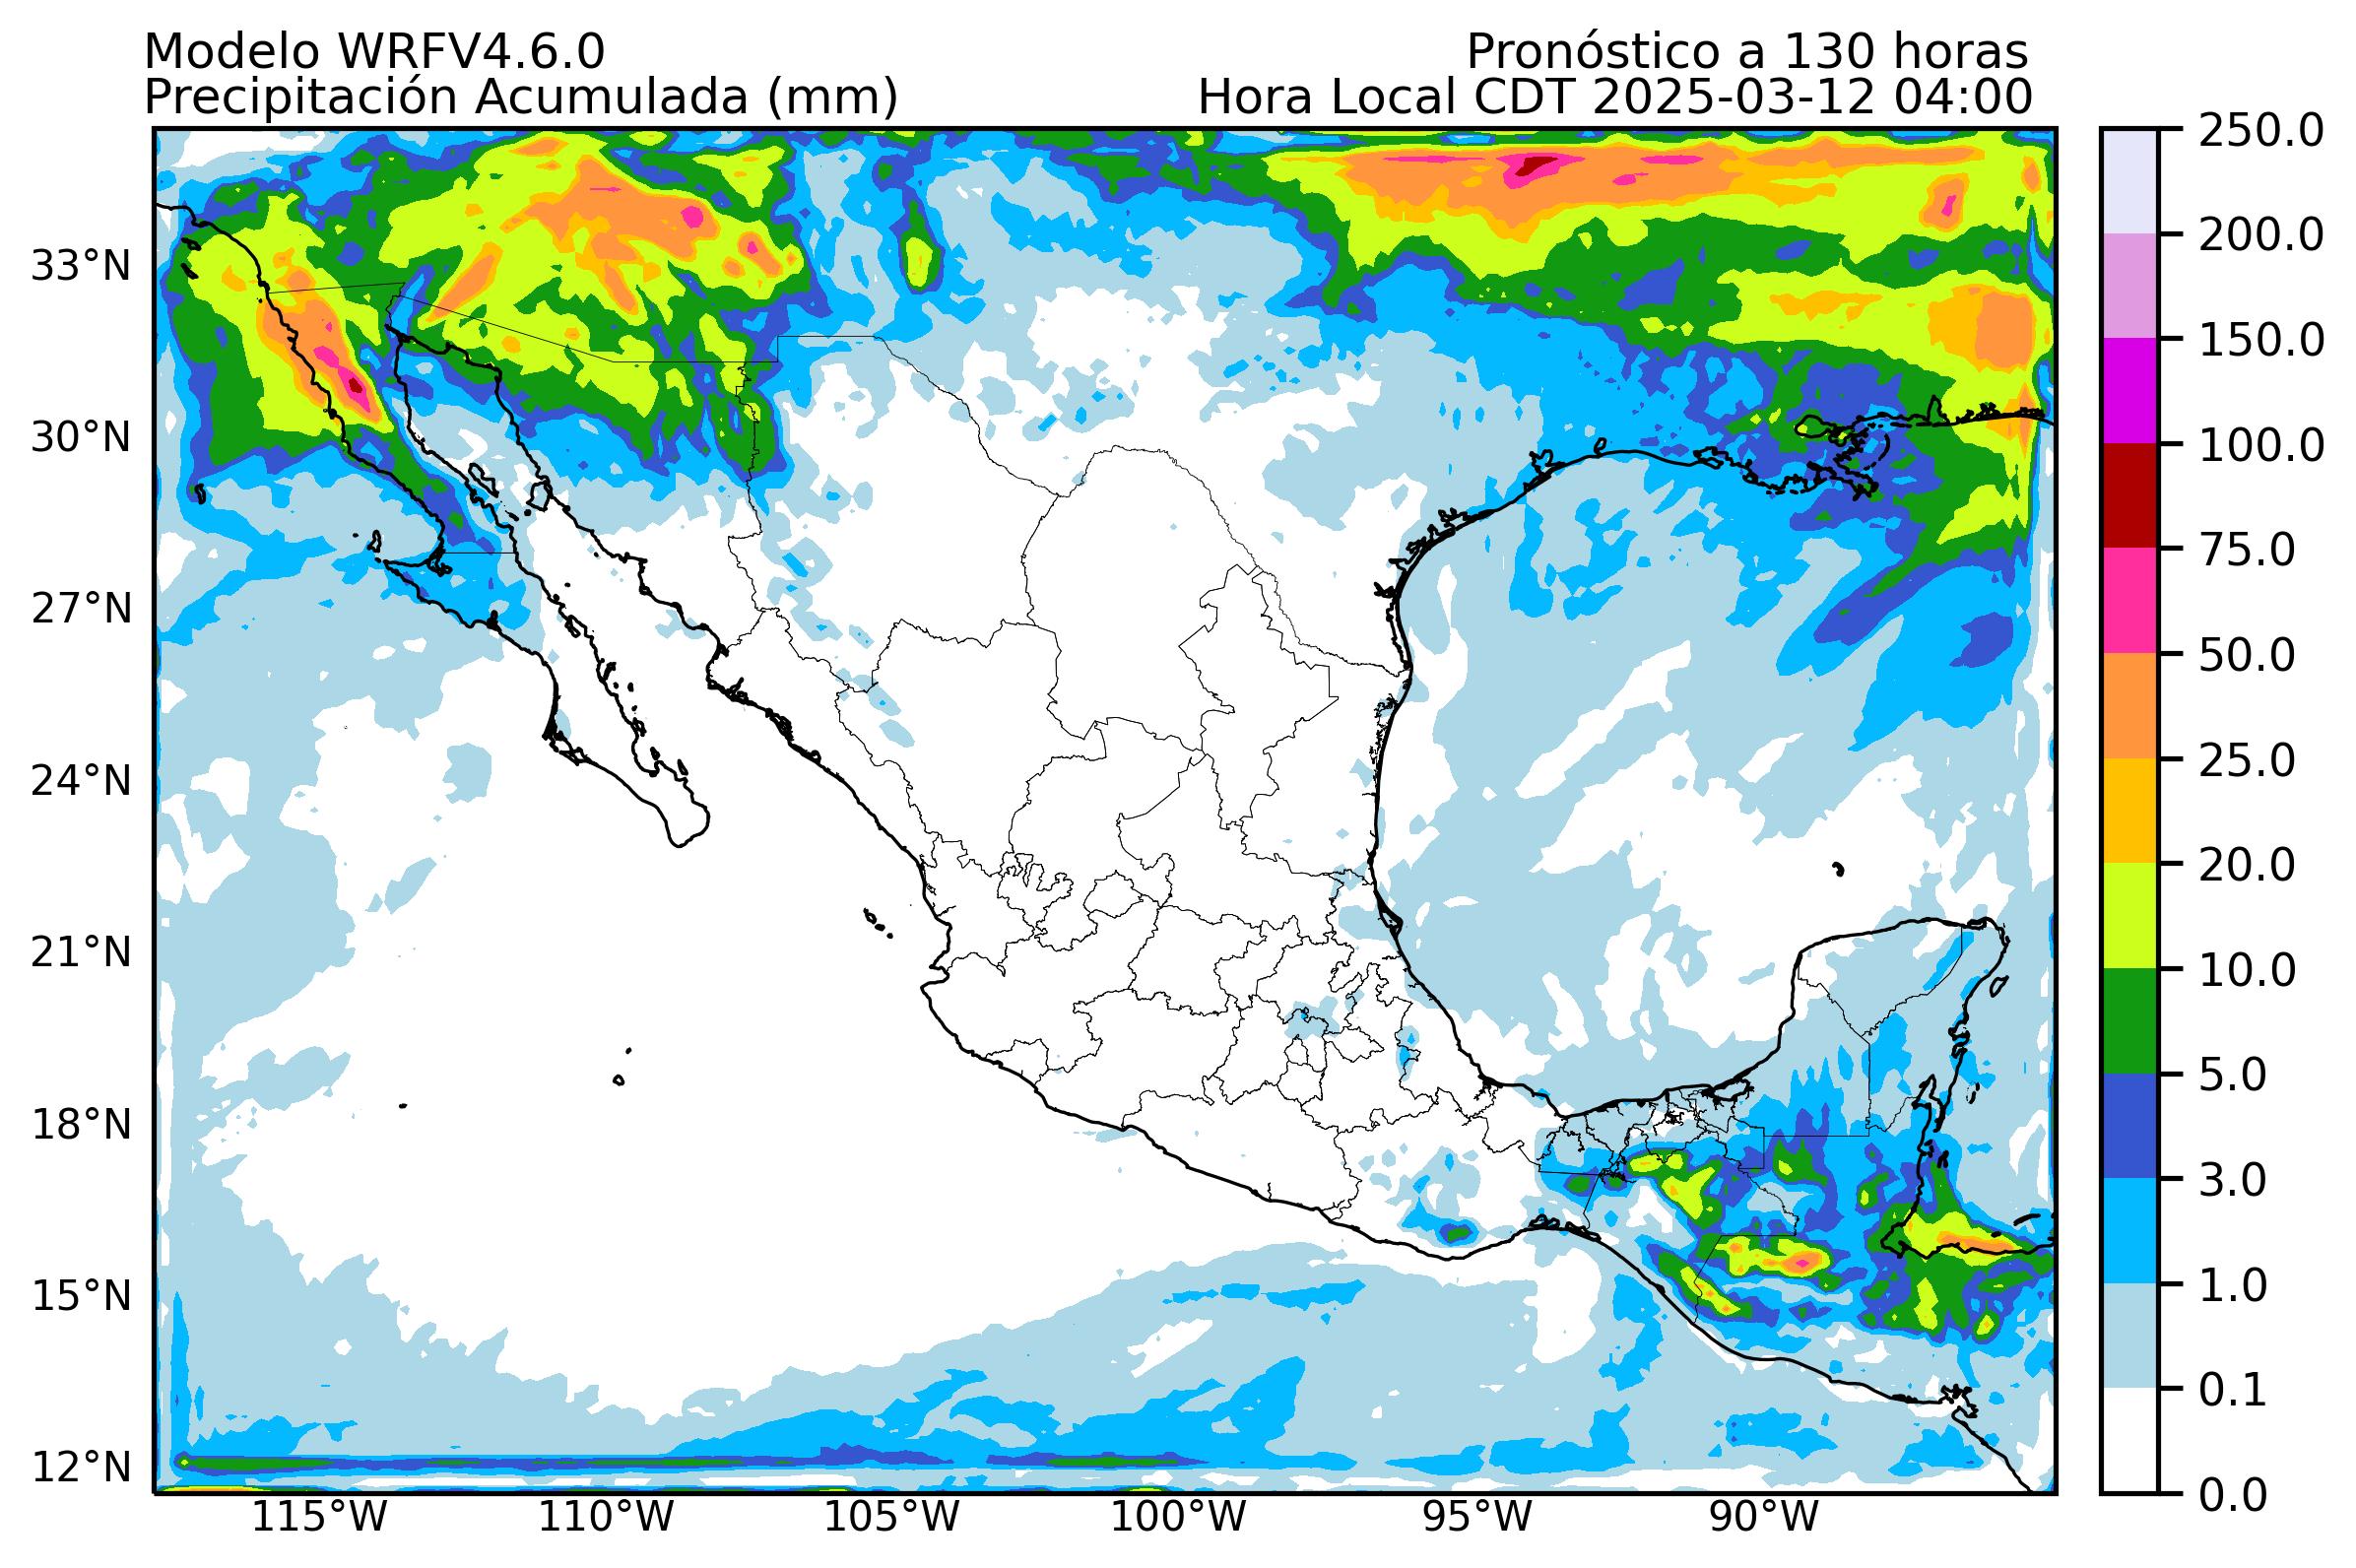 Modelo WRFV4.6.0
Pronóstico a 130 horas
Precipitación Acumulada (mm)
Hora Local CDT 2025-03-12 04:00
33°N
30°N
27°N
24°N
21°N
18°N
15°N
12°N
115°W
110°W
105°W
100°W
95°W
90°W
250.0
200.0
150.0
100.0
75.0
50.0
25.0
20.0
10.0
5.0
3.0
1.0
0.1
0.0